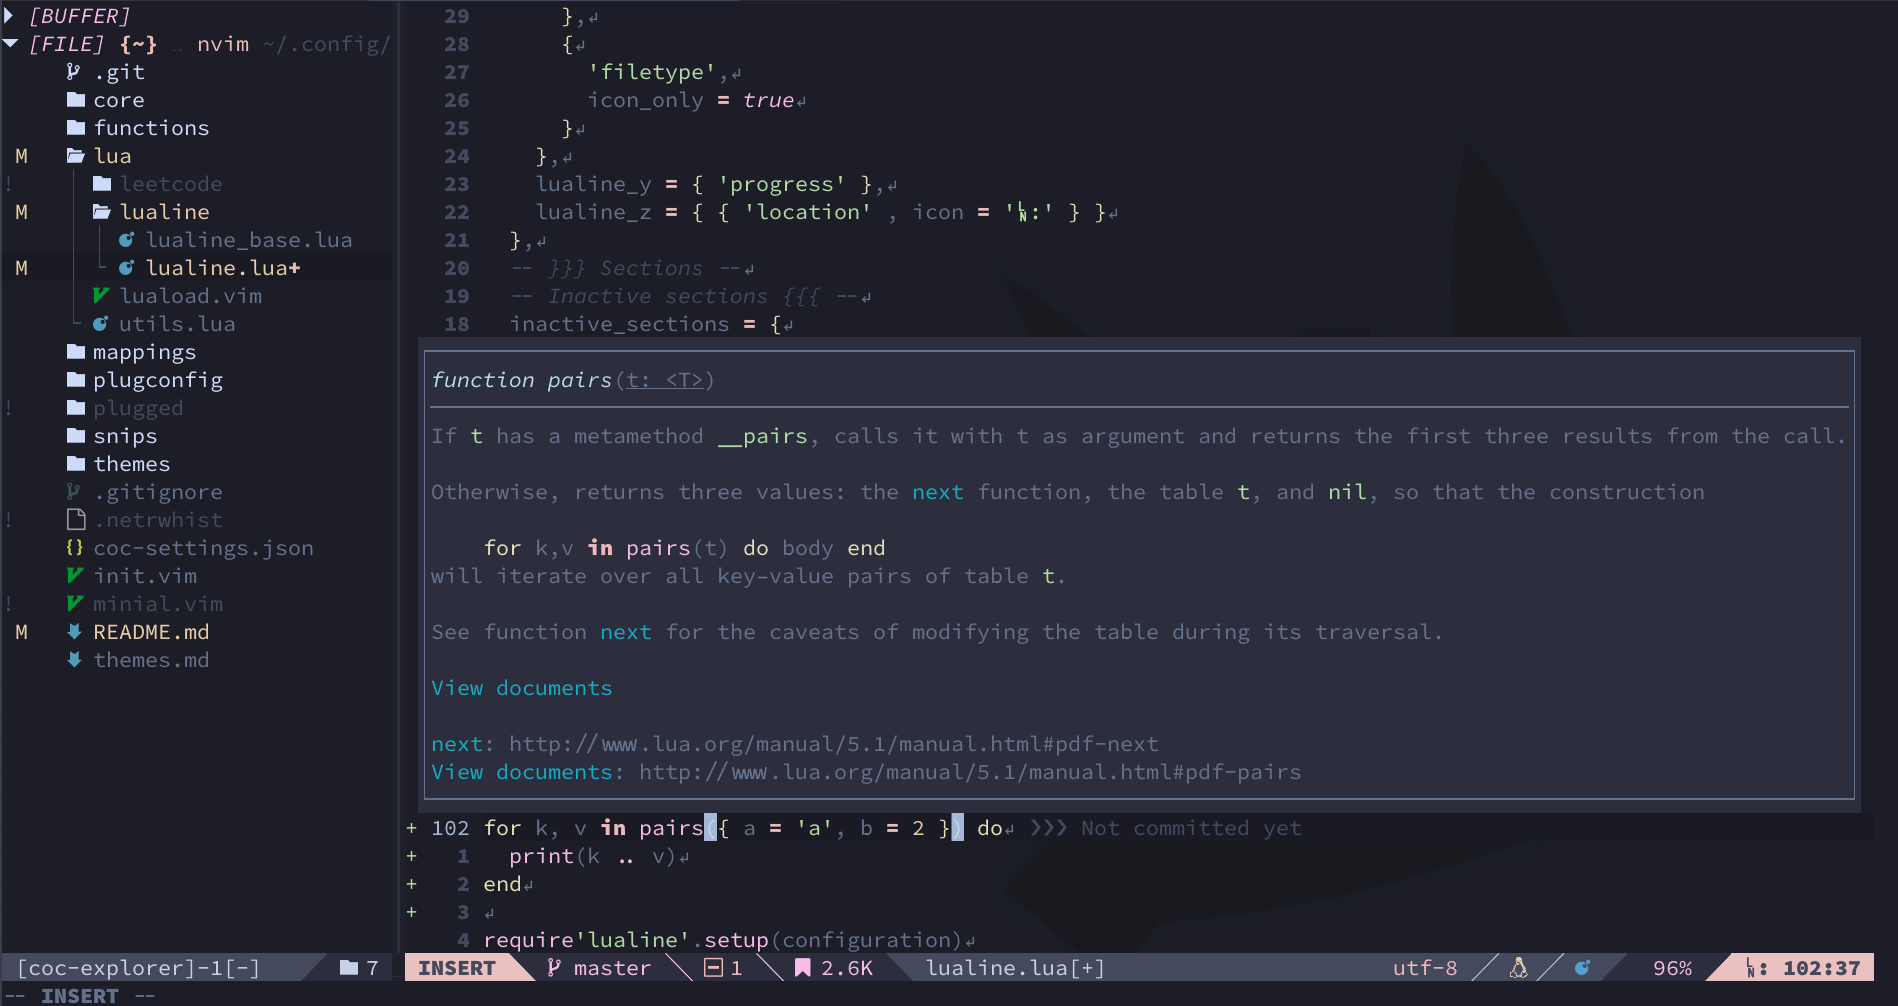 [BUFFER]
[FILE] {~} .. nvim ~/.config/
.git
core
functions
M lua
! leetcode
M lualine
lualine_base.lua
M lualine.lua+
luaload.vim
utils.lua
mappings
plugconfig
! plugged
snips
themes
.gitignore
! .netrwhist
{} coc-settings.json
init.vim
! minial.vim
M README.md
themes.md
[coc-explorer]-1[-] 7
29 },↲
28 {↲
27 'filetype',↲
26 icon_only = true↲
25 }↲
24 },↲
23 lualine_y = { 'progress' },↲
22 lualine_z = { { 'location' , icon = '␤:' } }↲
21 },↲
20 -- }}} Sections --↲
19 -- Inactive sections {{{ --↲
18 inactive_sections = {↲
function pairs(t: <T>)
If t has a metamethod __pairs, calls it with t as argument and returns the first three results from the call.
Otherwise, returns three values: the next function, the table t, and nil, so that the construction
for k,v in pairs(t) do body end
will iterate over all key-value pairs of table t.
See function next for the caveats of modifying the table during its traversal.
View documents
next: http://www.lua.org/manual/5.1/manual.html#pdf-next
View documents: http://www.lua.org/manual/5.1/manual.html#pdf-pairs
+ 102 for k, v in pairs({ a = 'a', b = 2 }) do↲ ❯❯❯ Not committed yet
+ 1 print(k .. v)↲
+ 2 end↲
+ 3 ↲
4 require'lualine'.setup(configuration)↲
INSERT master 1 2.6K lualine.lua[+] utf-8 96% LN: 102:37
-- INSERT --